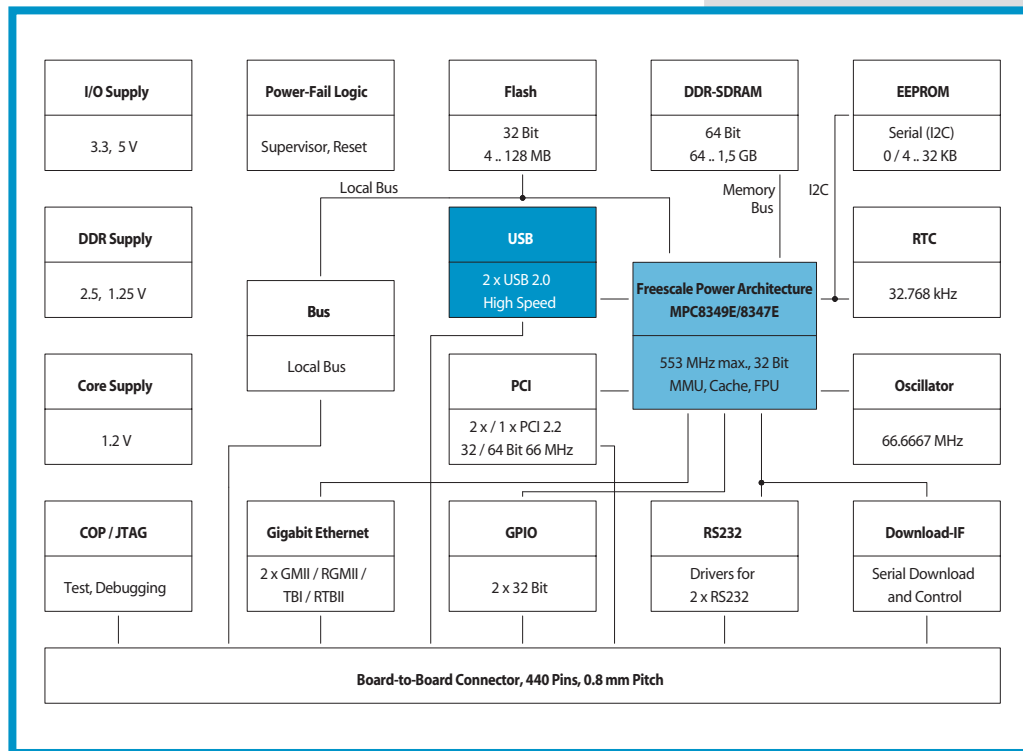 I/O Supply
3.3, 5 V
Power-Fail Logic
Supervisor, Reset
Flash
32 Bit
4 .. 128 MB
DDR-SDRAM
64 Bit
64 .. 1,5 GB
EEPROM
Serial (I2C)
0 / 4 .. 32 KB
Local Bus
Memory
Bus
I2C
DDR Supply
2.5, 1.25 V
Bus
Local Bus
USB
2 x USB 2.0
High Speed
Freescale Power Architecture
MPC8349E/8347E
553 MHz max., 32 Bit
MMU, Cache, FPU
RTC
32.768 kHz
Core Supply
1.2 V
PCI
2 x / 1 x PCI 2.2
32 / 64 Bit 66 MHz
Oscillator
66.6667 MHz
COP / JTAG
Test, Debugging
Gigabit Ethernet
2 x GMII / RGMII /
TBI / RTBII
GPIO
2 x 32 Bit
RS232
Drivers for
2 x RS232
Download-IF
Serial Download
and Control
Board-to-Board Connector, 440 Pins, 0.8 mm Pitch